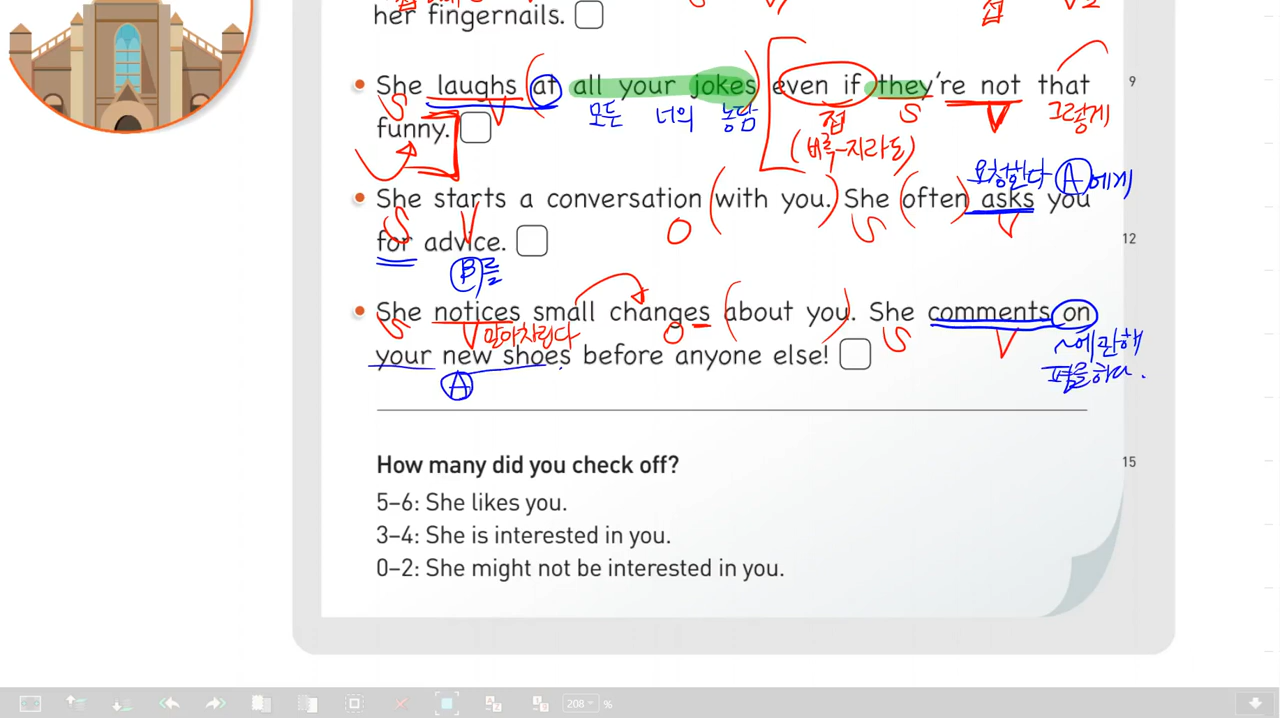 접
S
접
her fingernails.
She laughs at all your jokes even if they're not that
9
S V 모든 너의 농담 접 S V 그렇게
funny.
(비록~지라도)
요청한다 A에게
She starts a conversation with you. She often asks you
S V O S V
for advice.
12
B를
She notices small changes about you. She comments on
S V 알아차린다 O S V ~에 관해
your new shoes before anyone else!
A
평을하다.
How many did you check off?
15
5–6: She likes you.
3–4: She is interested in you.
0–2: She might not be interested in you.
208 %